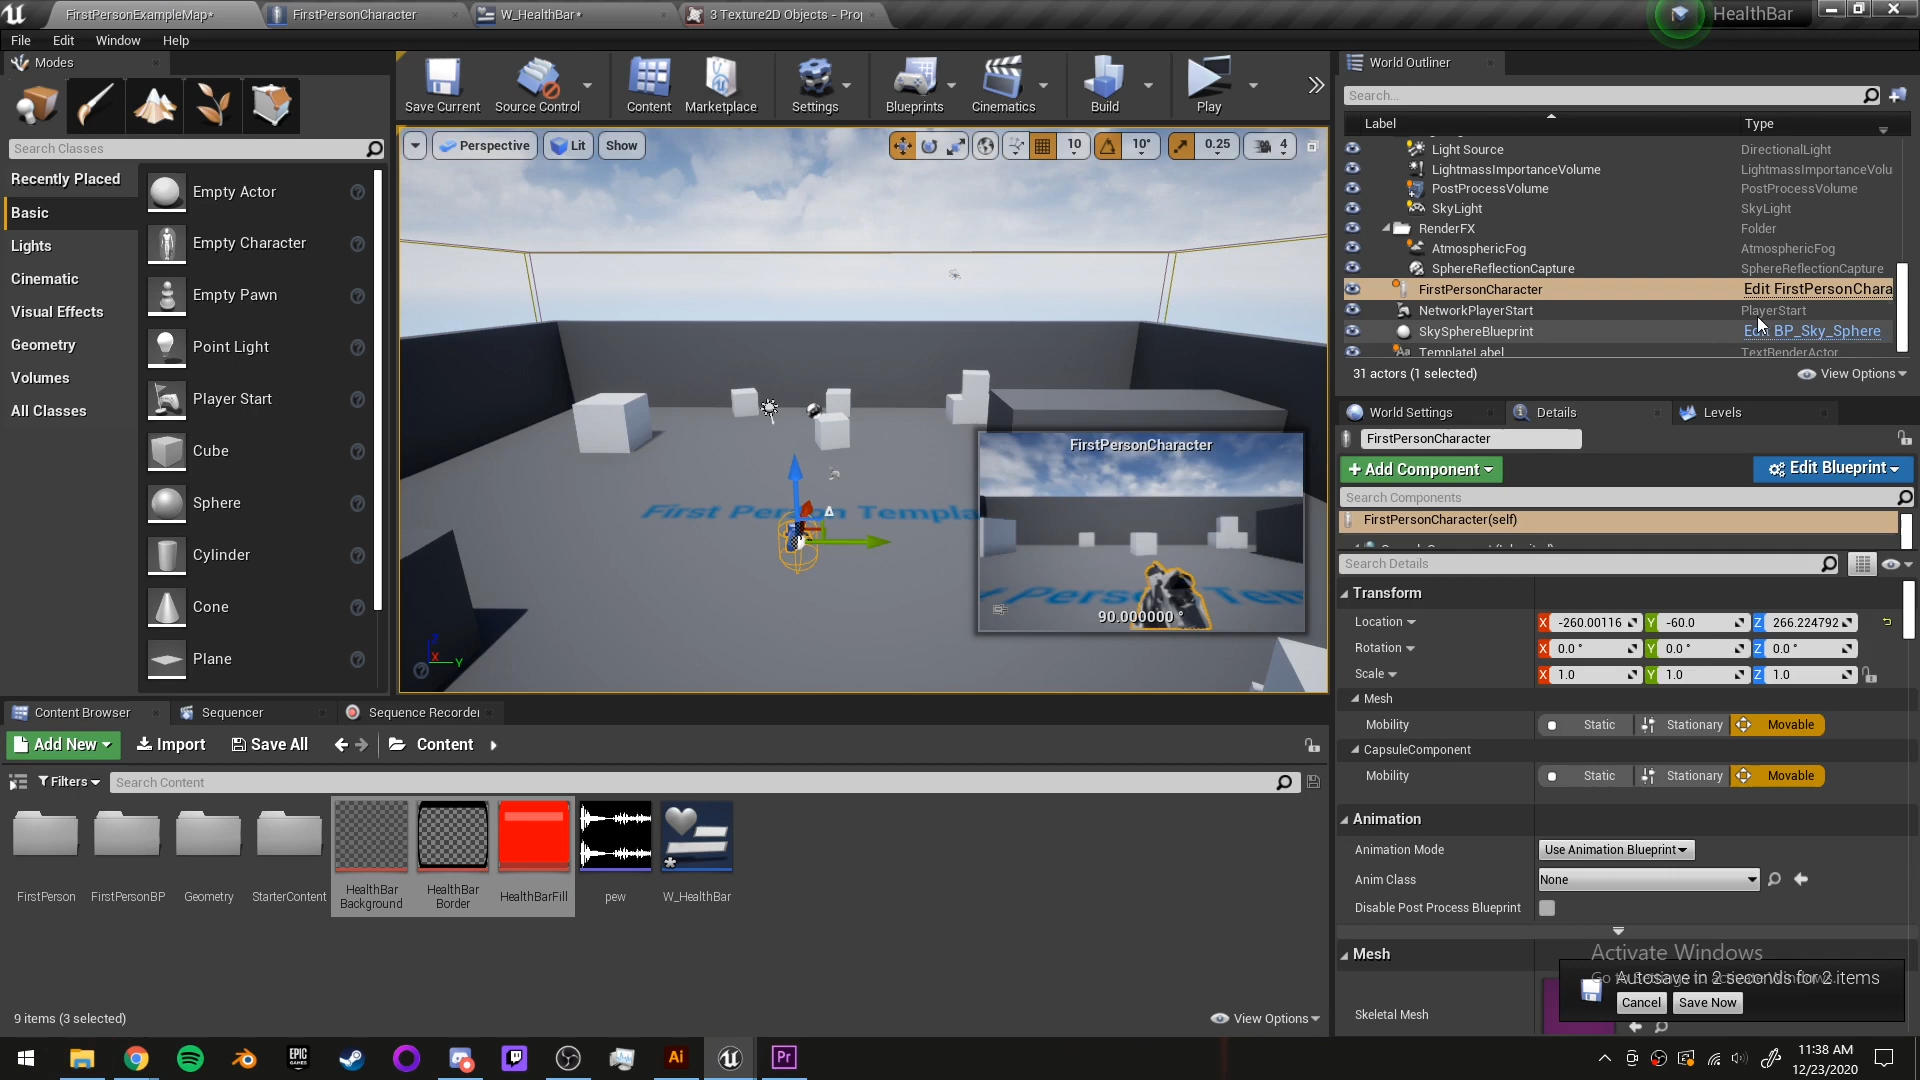 FirstPersonExampleMap*
FirstPersonCharacter
W_HealthBar*
3 Texture2D Objects - Prop
HealthBar
File Edit Window Help
Modes
Save Current
Source Control
Content
Marketplace
Settings
Blueprints
Cinematics
Build
Play
Search Classes
Recently Placed
Basic
Lights
Cinematic
Visual Effects
Geometry
Volumes
All Classes
Empty Actor
Empty Character
Empty Pawn
Point Light
Player Start
Cube
Sphere
Cylinder
Cone
Plane
Perspective
Lit
Show
10
10°
0.25
4
First Person Templa
FirstPersonCharacter
90.000000 °
X
Y
World Outliner
Search...
Label Type
Light Source DirectionalLight
LightmassImportanceVolume LightmassImportanceVolu
PostProcessVolume PostProcessVolume
SkyLight SkyLight
RenderFX Folder
AtmosphericFog AtmosphericFog
SphereReflectionCapture SphereReflectionCapture
FirstPersonCharacter Edit FirstPersonChara
NetworkPlayerStart PlayerStart
SkySphereBlueprint Edit BP_Sky_Sphere
TemplateLabel TextRenderActor
31 actors (1 selected)
View Options
World Settings
Details
Levels
FirstPersonCharacter
+Add Component
Edit Blueprint
Search Components
FirstPersonCharacter(self)
Search Details
Transform
Location X -260.00116 Y -60.0 Z 266.224792
Rotation X 0.0 ° Y 0.0 ° Z 0.0 °
Scale X 1.0 Y 1.0 Z 1.0
Mesh
Mobility Static Stationary Movable
CapsuleComponent
Mobility Static Stationary Movable
Animation
Animation Mode Use Animation Blueprint
Anim Class None
Disable Post Process Blueprint
Mesh
Skeletal Mesh
Activate Windows
Autosave in 2 seconds for 2 items
Cancel Save Now
Content Browser
Sequencer
Sequence Recorder
Add New
Import
Save All
Content
Filters
Search Content
FirstPerson
FirstPersonBP
Geometry
StarterContent
HealthBar
Background
HealthBar
Border
HealthBarFill
pew
W_HealthBar
9 items (3 selected)
View Options
EPIC
GAMES
Ai
Pr
11:38 AM
12/23/2020